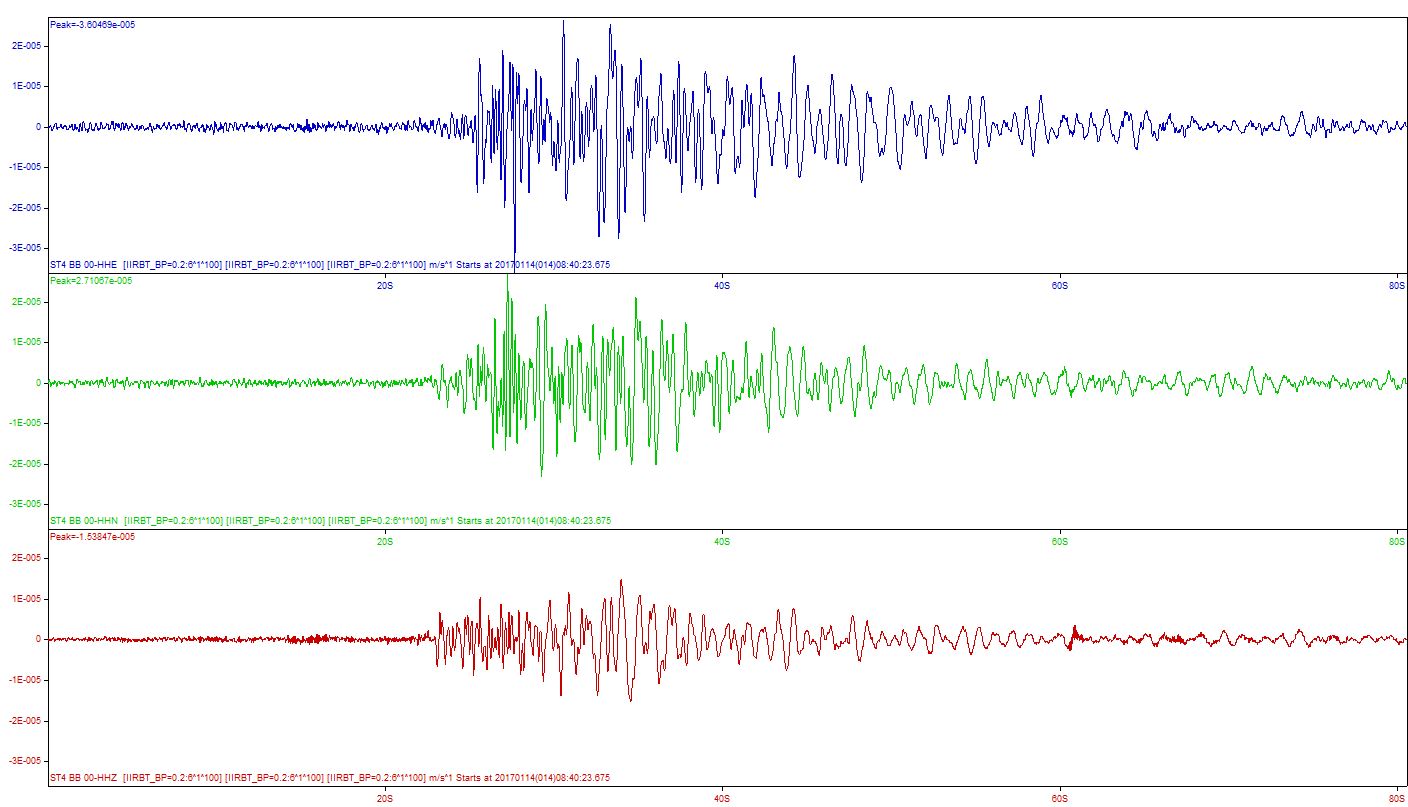 Peak=-3.60469e-005
2E-005
1E-005
0
-1E-005
-2E-005
-3E-005
ST4 BB 00-HHE [IIRBT_BP=0.2:6^1^100] [IIRBT_BP=0.2:6^1^100] [IIRBT_BP=0.2:6^1^100] m/s^1 Starts at 20170114(014)08:40:23.675
20S 40S 60S 80S
Peak=2.71067e-005
2E-005
1E-005
0
-1E-005
-2E-005
-3E-005
ST4 BB 00-HHN [IIRBT_BP=0.2:6^1^100] [IIRBT_BP=0.2:6^1^100] [IIRBT_BP=0.2:6^1^100] m/s^1 Starts at 20170114(014)08:40:23.675
20S 40S 60S 80S
Peak=-1.53847e-005
2E-005
1E-005
0
-1E-005
-2E-005
-3E-005
ST4 BB 00-HHZ [IIRBT_BP=0.2:6^1^100] [IIRBT_BP=0.2:6^1^100] [IIRBT_BP=0.2:6^1^100] m/s^1 Starts at 20170114(014)08:40:23.675
20S 40S 60S 80S